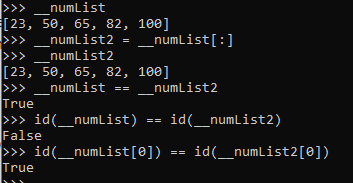 >>> __numList
[23, 50, 65, 82, 100]
>>> __numList2 = __numList[:]
>>> __numList2
[23, 50, 65, 82, 100]
>>> __numList == __numList2
True
>>> id(__numList) == id(__numList2)
False
>>> id(__numList[0]) == id(__numList2[0])
True
>>>